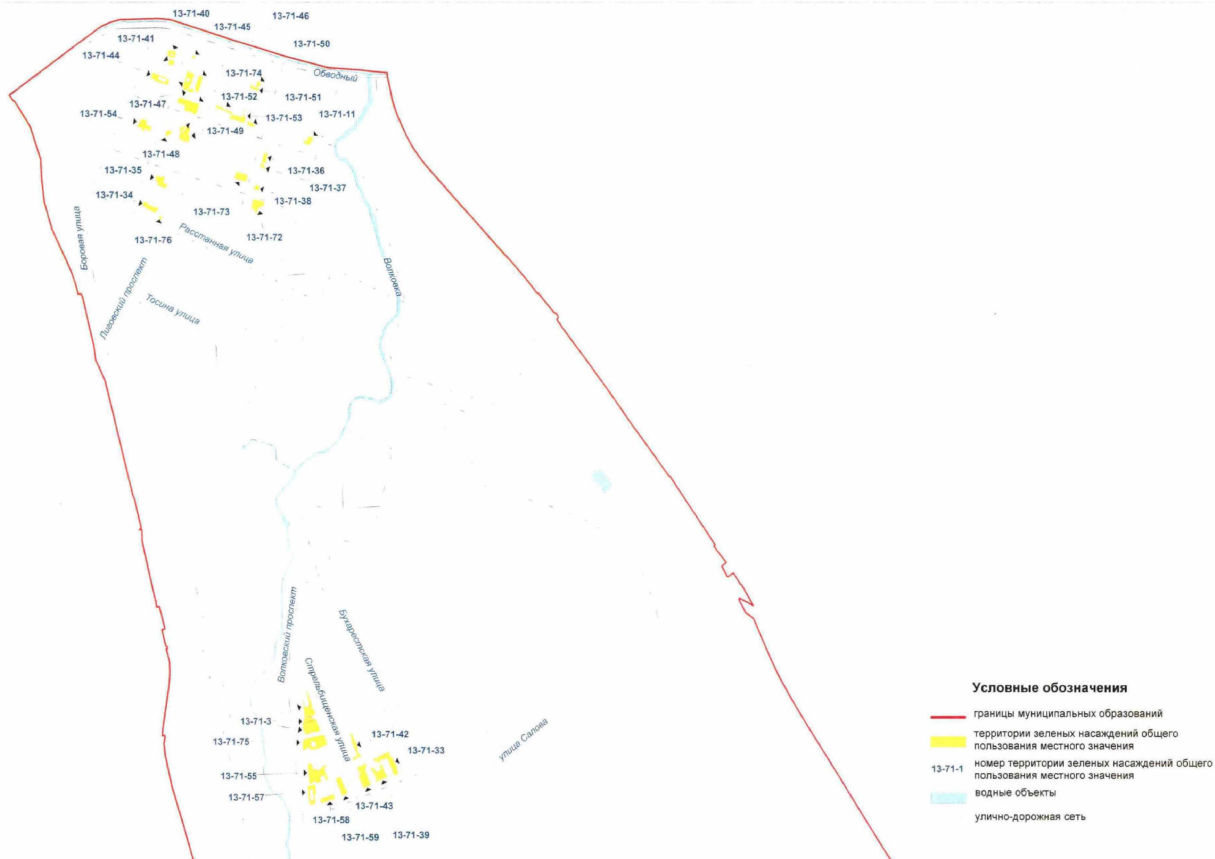 13-71-40
13-71-46
13-71-45
13-71-41
13-71-50
13-71-44
13-71-74
Обводный
13-71-47
13-71-52
13-71-51
13-71-54
13-71-53
13-71-11
13-71-49
13-71-48
13-71-35
13-71-36
13-71-37
13-71-34
13-71-38
13-71-73
13-71-76
13-71-72
Боровая улица
Расстанная улица
Лиговский проспект
Тосина улица
Волковка
Волковский проспект
Бухарестская улица
Стрельбищенская улица
улица Салова
13-71-3
13-71-75
13-71-42
13-71-33
13-71-55
13-71-57
13-71-43
13-71-58
13-71-59
13-71-39
Условные обозначения
границы муниципальных образований
территории зеленых насаждений общего
пользования местного значения
13-71-1
номер территории зеленых насаждений общего
пользования местного значения
водные объекты
улично-дорожная сеть